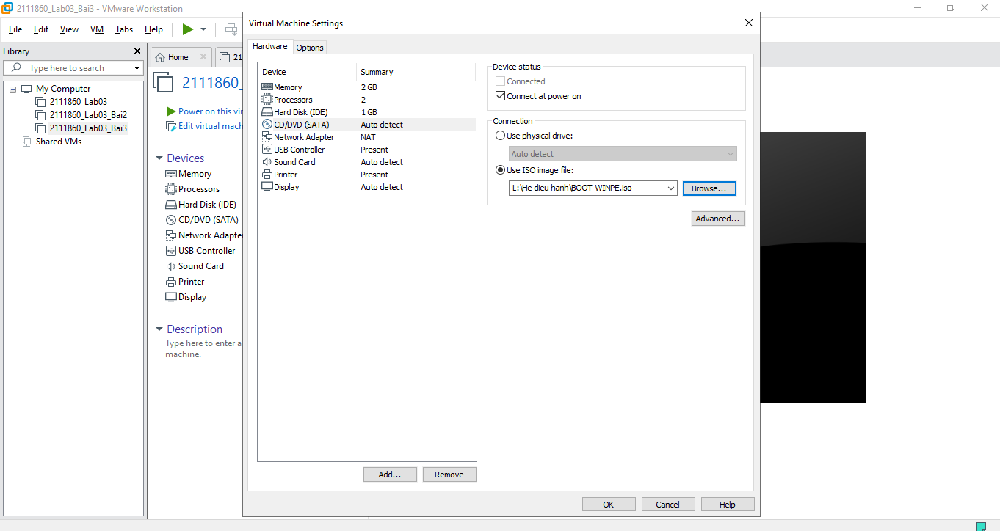 2111860_Lab03_Bai3 - VMware Workstation
File Edit View VM Tabs Help
Library
Type here to search
My Computer
2111860_Lab03
2111860_Lab03_Bai2
2111860_Lab03_Bai3
Shared VMs
Home
21
2111860_
Power on this vir
Edit virtual mach
Devices
Memory
Processors
Hard Disk (IDE)
CD/DVD (SATA)
Network Adapte
USB Controller
Sound Card
Printer
Display
Description
Type here to enter a
machine.
Virtual Machine Settings
Hardware Options
Device Summary
Memory 2 GB
Processors 2
Hard Disk (IDE) 1 GB
CD/DVD (SATA) Auto detect
Network Adapter NAT
USB Controller Present
Sound Card Auto detect
Printer Present
Display Auto detect
Add... Remove
Device status
Connected
Connect at power on
Connection
Use physical drive:
Auto detect
Use ISO image file:
L:\He dieu hanh\BOOT-WINPE.iso Browse...
Advanced...
OK Cancel Help